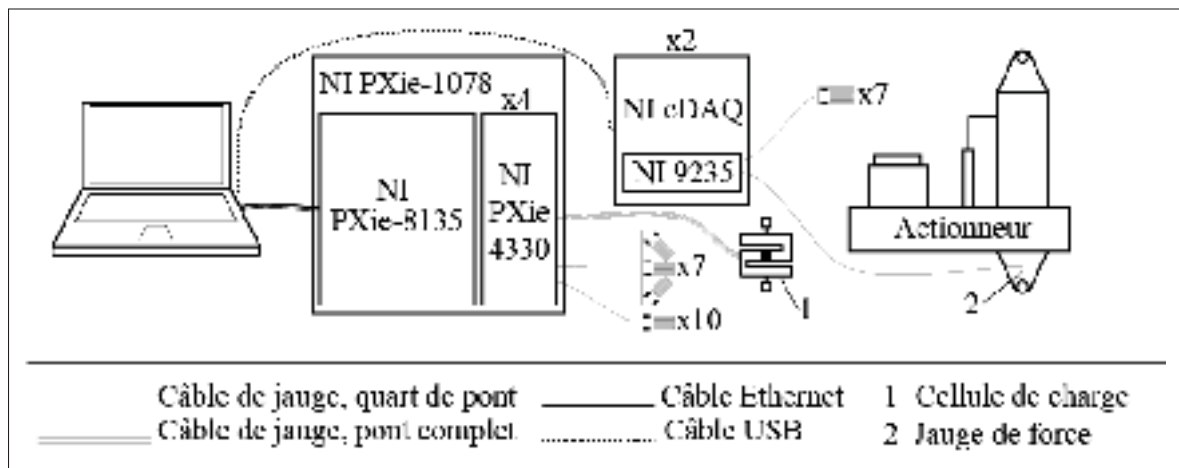 x2
NI PXie-1078
x4
NI cDAQ
x7
NI 9235
NI
PXie-8135
NI
PXie
4330
Actionneur
x7
x10
1
2
Câble de jauge, quart de pont
Câble Ethernet
1 Cellule de charge
Câble de jauge, pont complet
Câble USB
2 Jauge de force